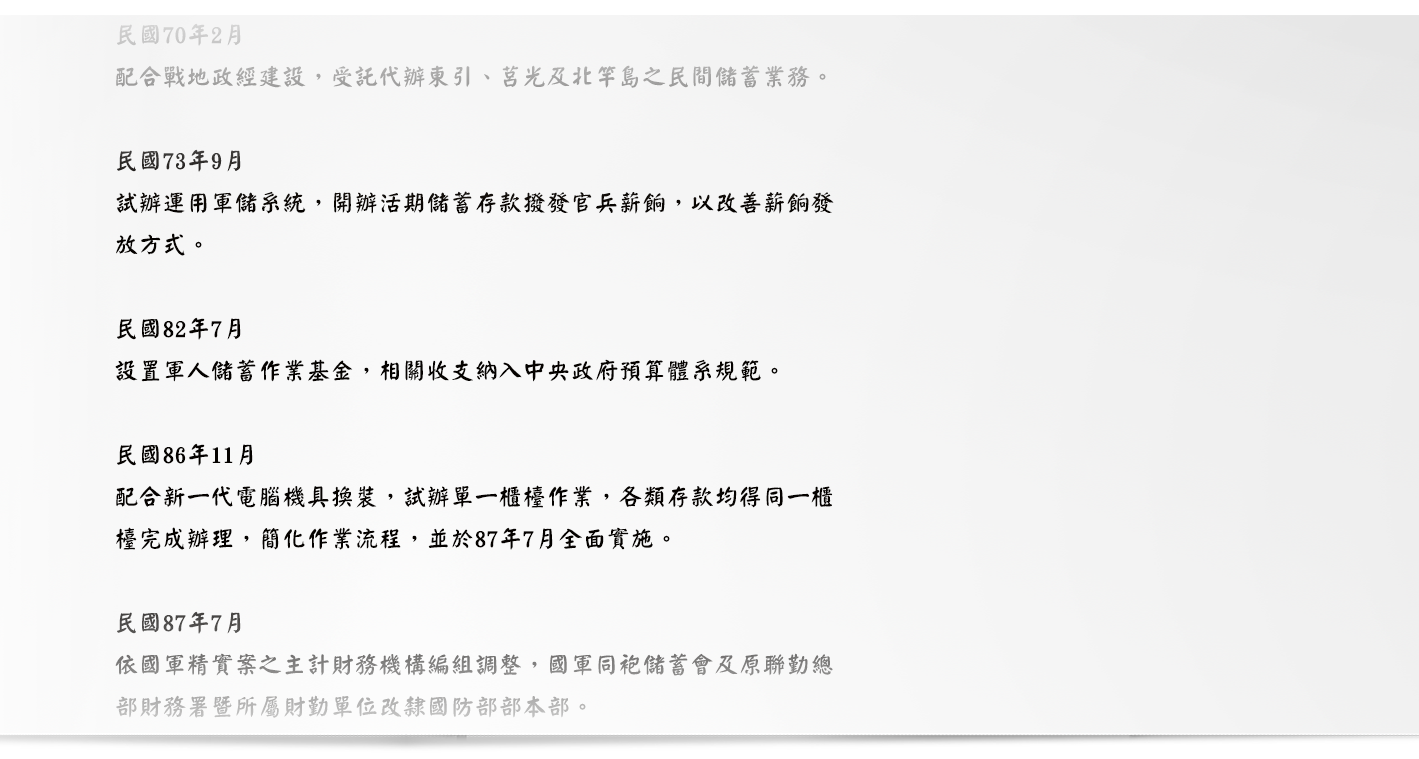 民國70年2月
配合戰地政經建設，受託代辦東引、莒光及北竿島之民間儲蓄業務。
民國73年9月
試辦運用軍儲系統，開辦活期儲蓄存款撥發官兵薪餉，以改善薪餉發
放方式。
民國82年7月
設置軍人儲蓄作業基金，相關收支納入中央政府預算體系規範。
民國86年11月
配合新一代電腦機具換裝，試辦單一櫃檯作業，各類存款均得同一櫃
檯完成辦理，簡化作業流程，並於87年7月全面實施。
民國87年7月
依國軍精實案之主計財務機構編組調整，國軍同袍儲蓄會及原聯勤總
部財務署暨所屬財勤單位改隸國防部部本部。